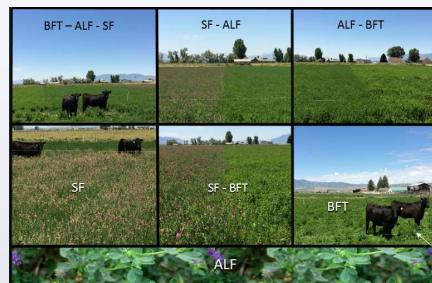 BFT – ALF - SF
SF - ALF
ALF - BFT
SF
SF - BFT
BFT
ALF